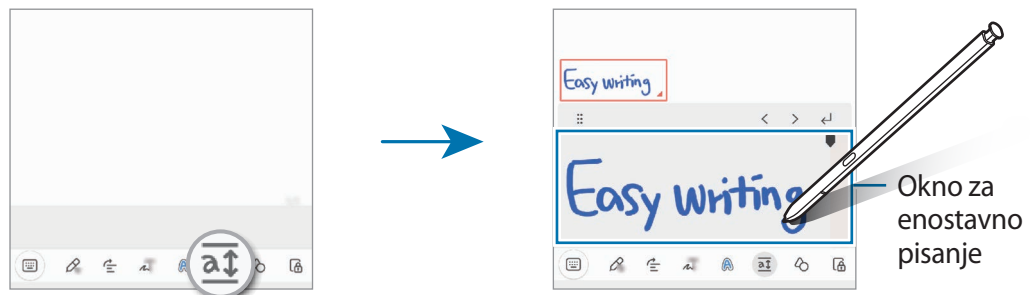 Easy writing
Easy writing
Okno za
enostavno
pisanje